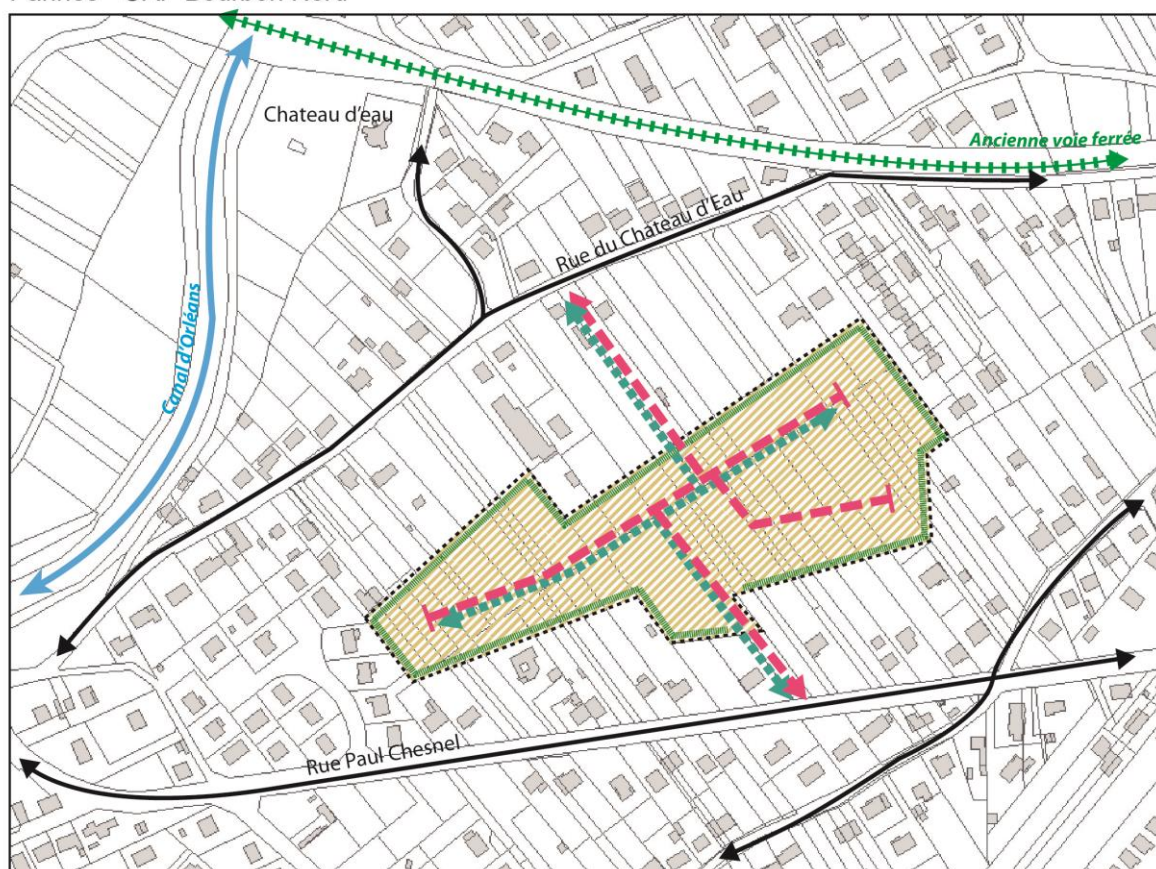 Chateau d'eau
Ancienne voie ferrée
Rue du Chateau d'Eau
Canal d'Orléans
Rue Paul Chesnel